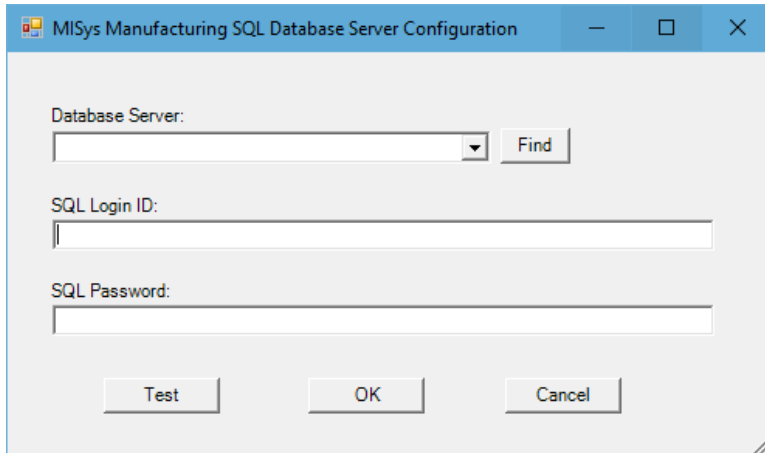 MISys Manufacturing SQL Database Server Configuration
Database Server:
Find
SQL Login ID:
SQL Password:
Test OK Cancel